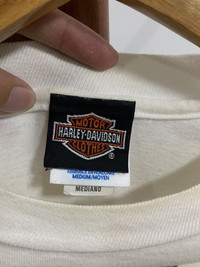 MOTOR
HARLEY-DAVIDSON
CLOTHES
®
MEDIUM/MOYEN
MEDIANO